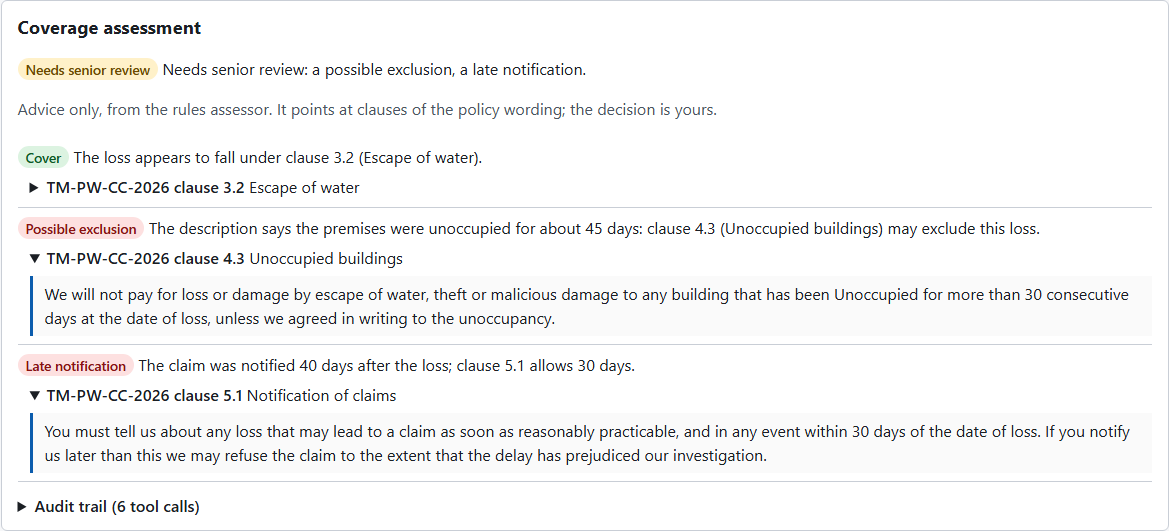 Coverage assessment
Needs senior review Needs senior review: a possible exclusion, a late notification.
Advice only, from the rules assessor. It points at clauses of the policy wording; the decision is yours.
Cover The loss appears to fall under clause 3.2 (Escape of water).
TM-PW-CC-2026 clause 3.2 Escape of water
Possible exclusion The description says the premises were unoccupied for about 45 days: clause 4.3 (Unoccupied buildings) may exclude this loss.
TM-PW-CC-2026 clause 4.3 Unoccupied buildings
We will not pay for loss or damage by escape of water, theft or malicious damage to any building that has been Unoccupied for more than 30 consecutive
days at the date of loss, unless we agreed in writing to the unoccupancy.
Late notification The claim was notified 40 days after the loss; clause 5.1 allows 30 days.
TM-PW-CC-2026 clause 5.1 Notification of claims
You must tell us about any loss that may lead to a claim as soon as reasonably practicable, and in any event within 30 days of the date of loss. If you notify
us later than this we may refuse the claim to the extent that the delay has prejudiced our investigation.
Audit trail (6 tool calls)